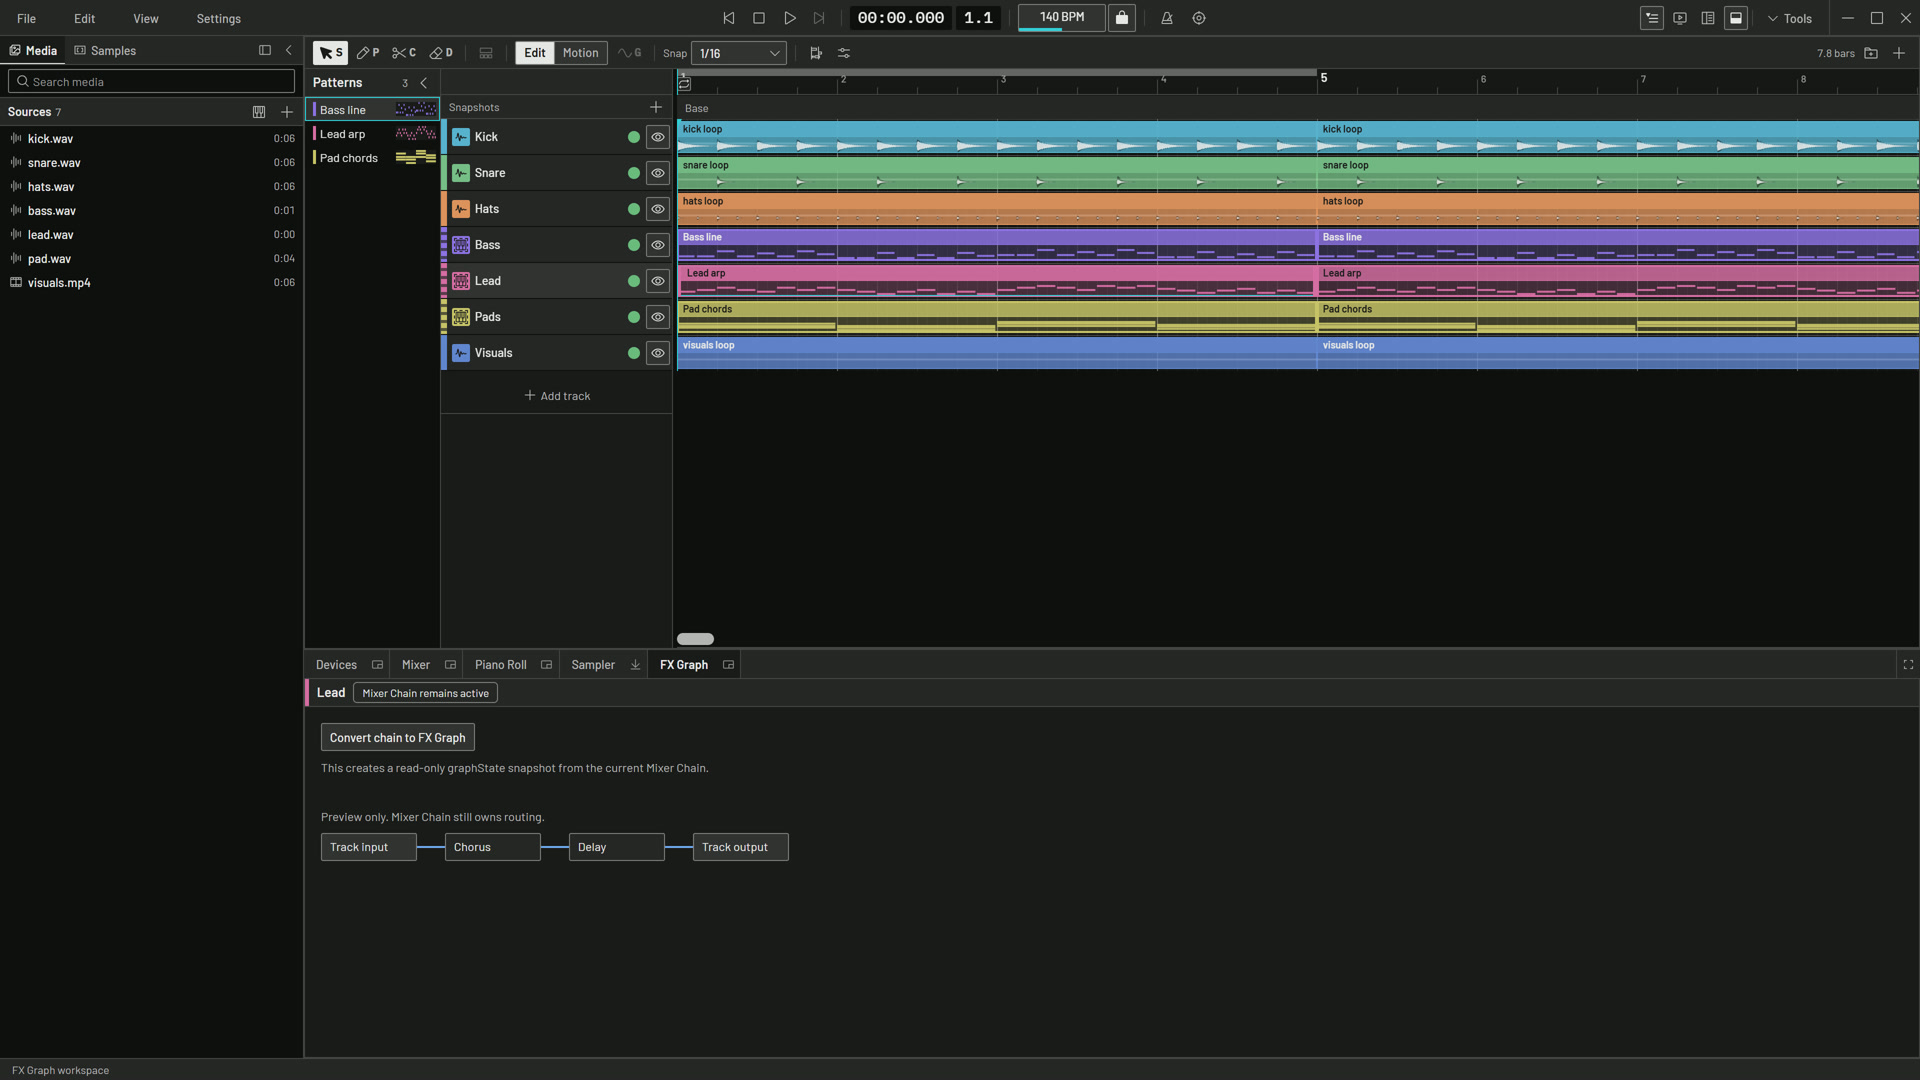 File Edit View Settings
00:00.000 1.1 140 BPM
Tools
Media Samples
S P C D Edit Motion G Snap 1/16
7.8 bars
Search media
Patterns 3
1 2 3 4 5 6 7 8
Sources 7
Bass line
Lead arp
Pad chords
Snapshots
Base
kick.wav 0:06
snare.wav 0:06
hats.wav 0:06
bass.wav 0:01
lead.wav 0:00
pad.wav 0:04
visuals.mp4 0:06
Kick
Snare
Hats
Bass
Lead
Pads
Visuals
Add track
kick loop kick loop
snare loop snare loop
hats loop hats loop
Bass line Bass line
Lead arp Lead arp
Pad chords Pad chords
visuals loop visuals loop
Devices Mixer Piano Roll Sampler FX Graph
Lead Mixer Chain remains active
Convert chain to FX Graph
This creates a read-only graphState snapshot from the current Mixer Chain.
Preview only. Mixer Chain still owns routing.
Track input Chorus Delay Track output
FX Graph workspace